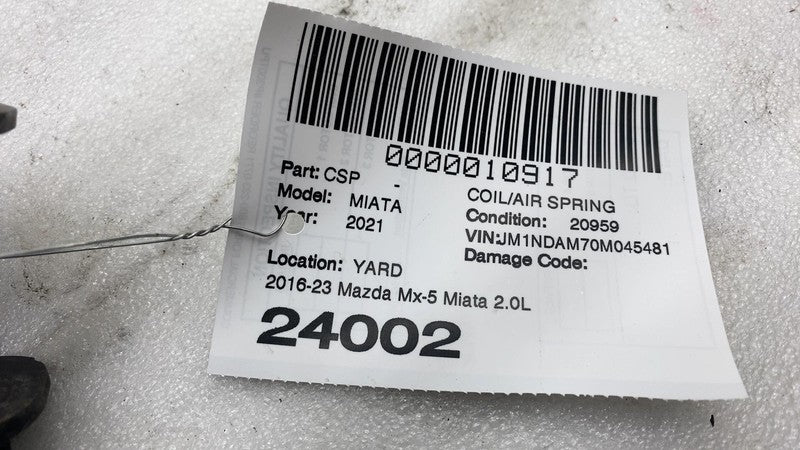 0000010917
Part: CSP - COIL/AIR SPRING
Model: MIATA Condition: 20959
Year: 2021 VIN:JM1NDAM70M045481
Damage Code:
Location: YARD
2016-23 Mazda Mx-5 Miata 2.0L
24002